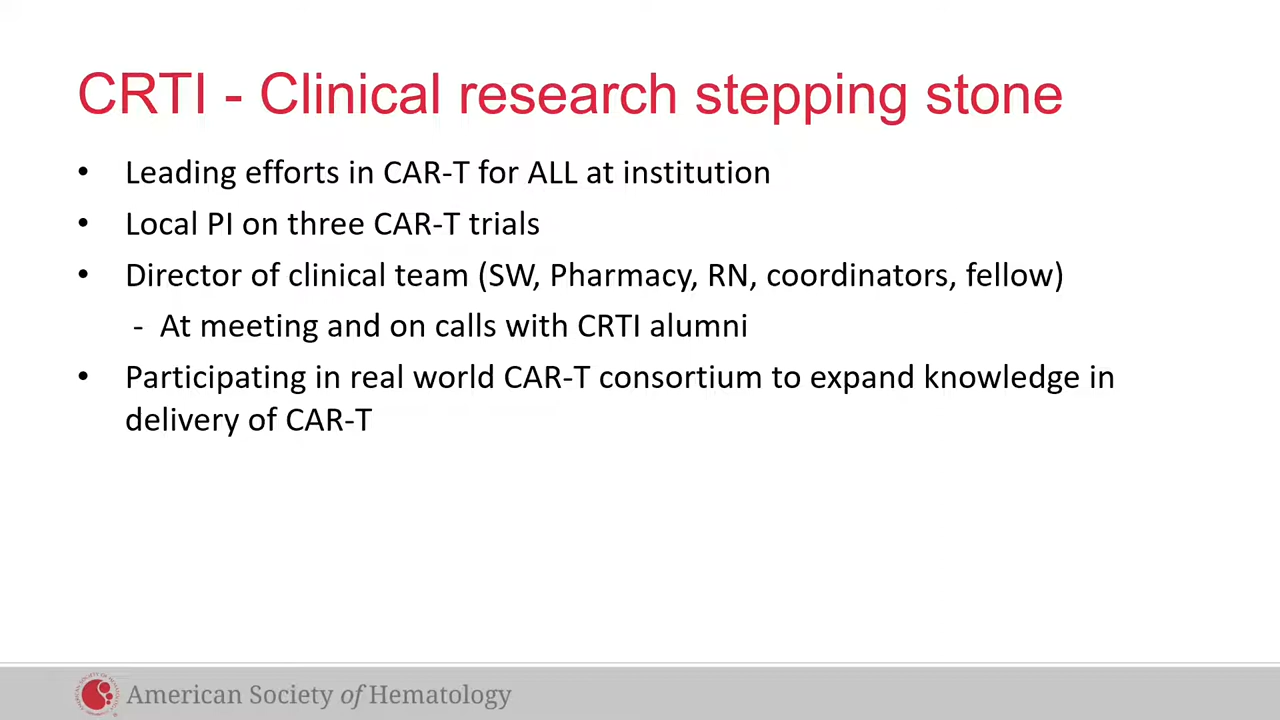 CRTI - Clinical research stepping stone
• Leading efforts in CAR-T for ALL at institution
• Local PI on three CAR-T trials
• Director of clinical team (SW, Pharmacy, RN, coordinators, fellow)
- At meeting and on calls with CRTI alumni
• Participating in real world CAR-T consortium to expand knowledge in
delivery of CAR-T
American Society of Hematology